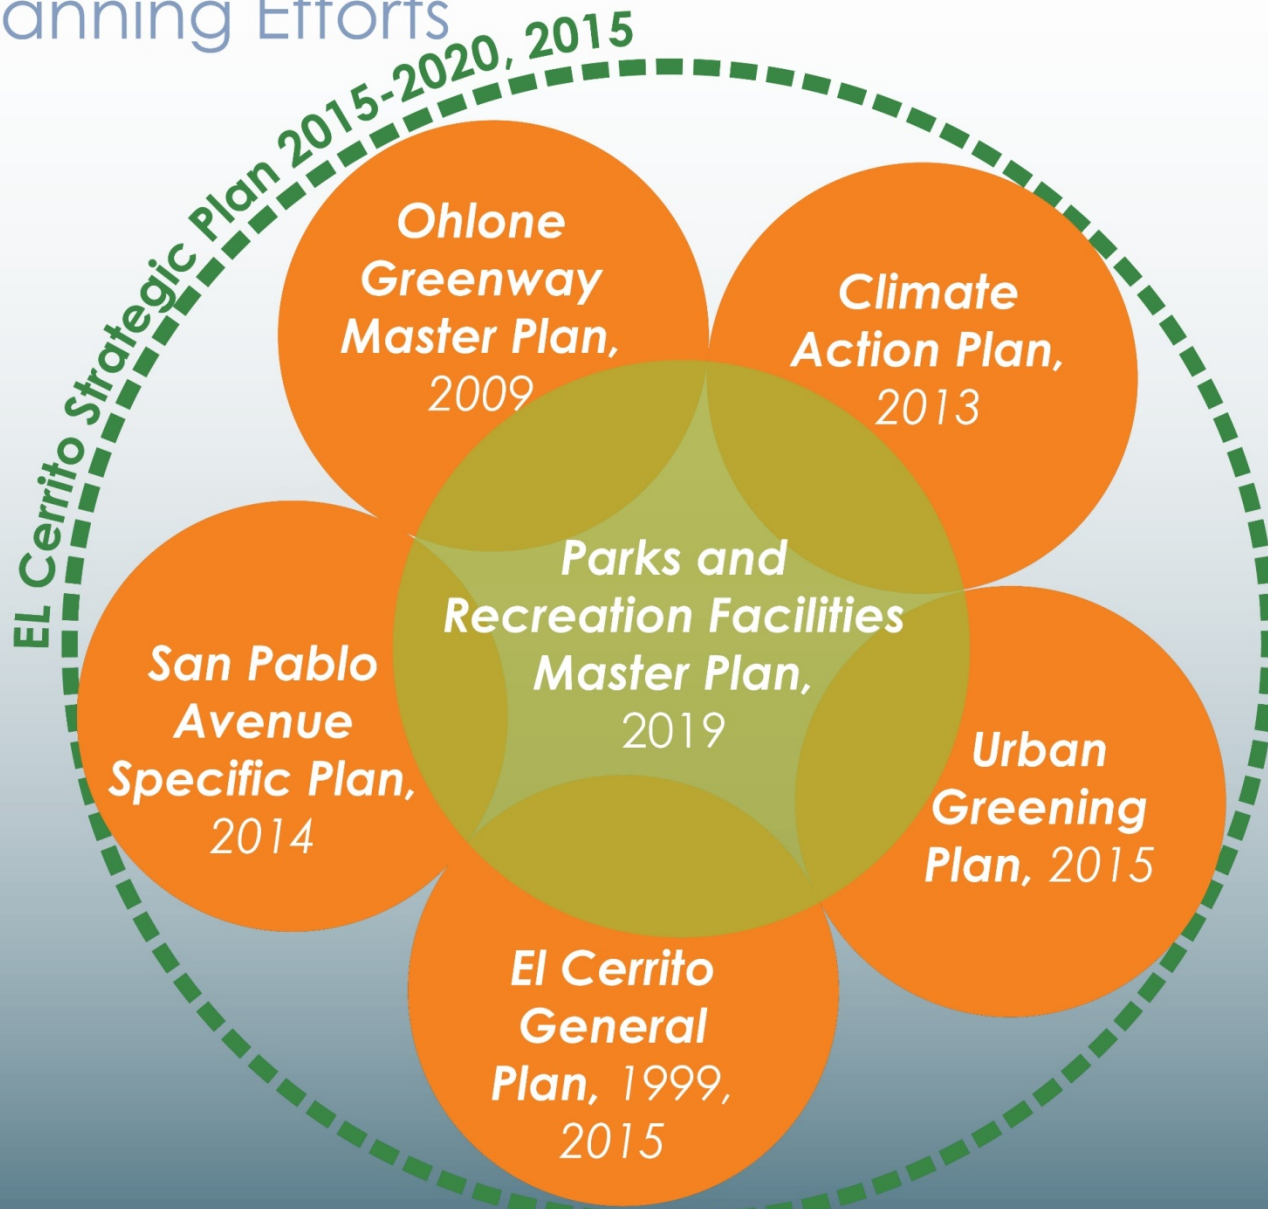 anning Efforts
EL Cerrito Strategic Plan 2015-2020, 2015
Ohlone
Greenway
Master Plan,
2009
Climate
Action Plan,
2013
Parks and
Recreation Facilities
Master Plan,
2019
San Pablo
Avenue
Specific Plan,
2014
Urban
Greening
Plan, 2015
El Cerrito
General
Plan, 1999,
2015